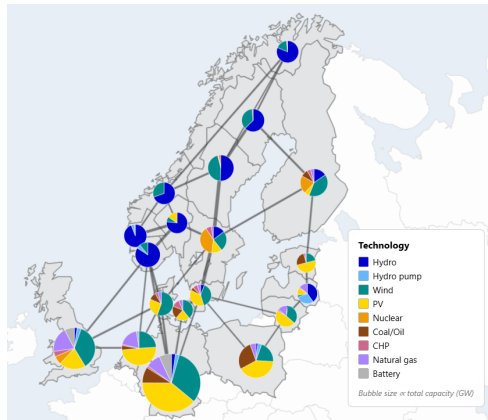 Technology
Hydro
Hydro pump
Wind
PV
Nuclear
Coal/Oil
CHP
Natural gas
Battery
Bubble size ∝ total capacity (GW)